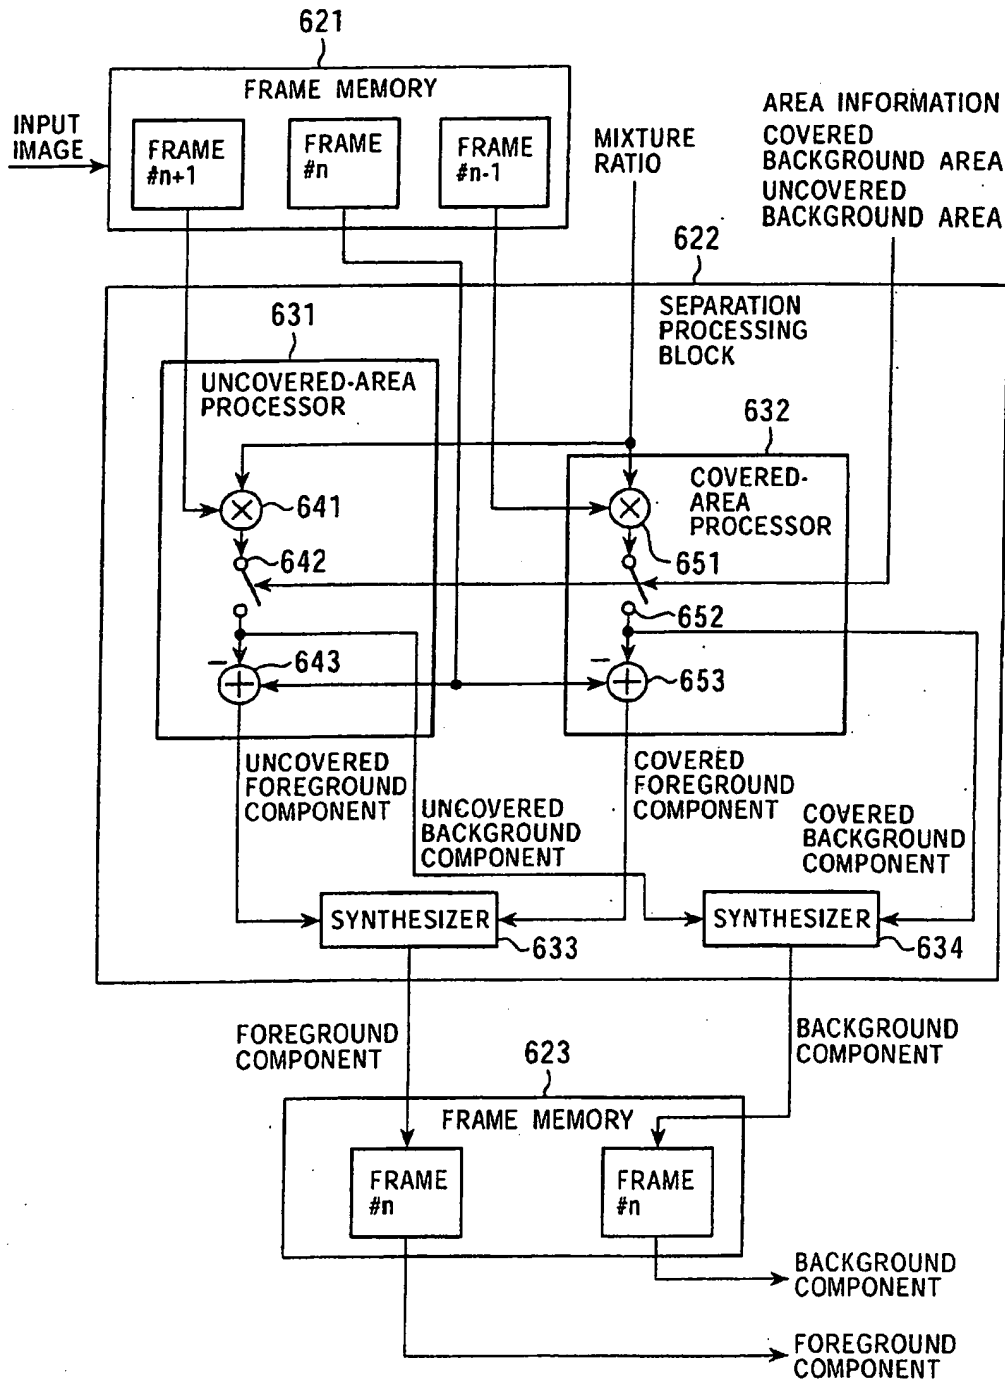 621
FRAME MEMORY
INPUT
IMAGE
FRAME
#n+1
FRAME
#n
FRAME
#n-1
MIXTURE
RATIO
AREA INFORMATION
COVERED
BACKGROUND AREA
UNCOVERED
BACKGROUND AREA
622
SEPARATION
PROCESSING
BLOCK
631
UNCOVERED-AREA
PROCESSOR
632
COVERED-
AREA
PROCESSOR
641
642
643
651
652
653
UNCOVERED
FOREGROUND
COMPONENT
UNCOVERED
BACKGROUND
COMPONENT
COVERED
FOREGROUND
COMPONENT
COVERED
BACKGROUND
COMPONENT
SYNTHESIZER
633
SYNTHESIZER
634
FOREGROUND
COMPONENT
BACKGROUND
COMPONENT
623
FRAME MEMORY
FRAME
#n
FRAME
#n
BACKGROUND
COMPONENT
FOREGROUND
COMPONENT